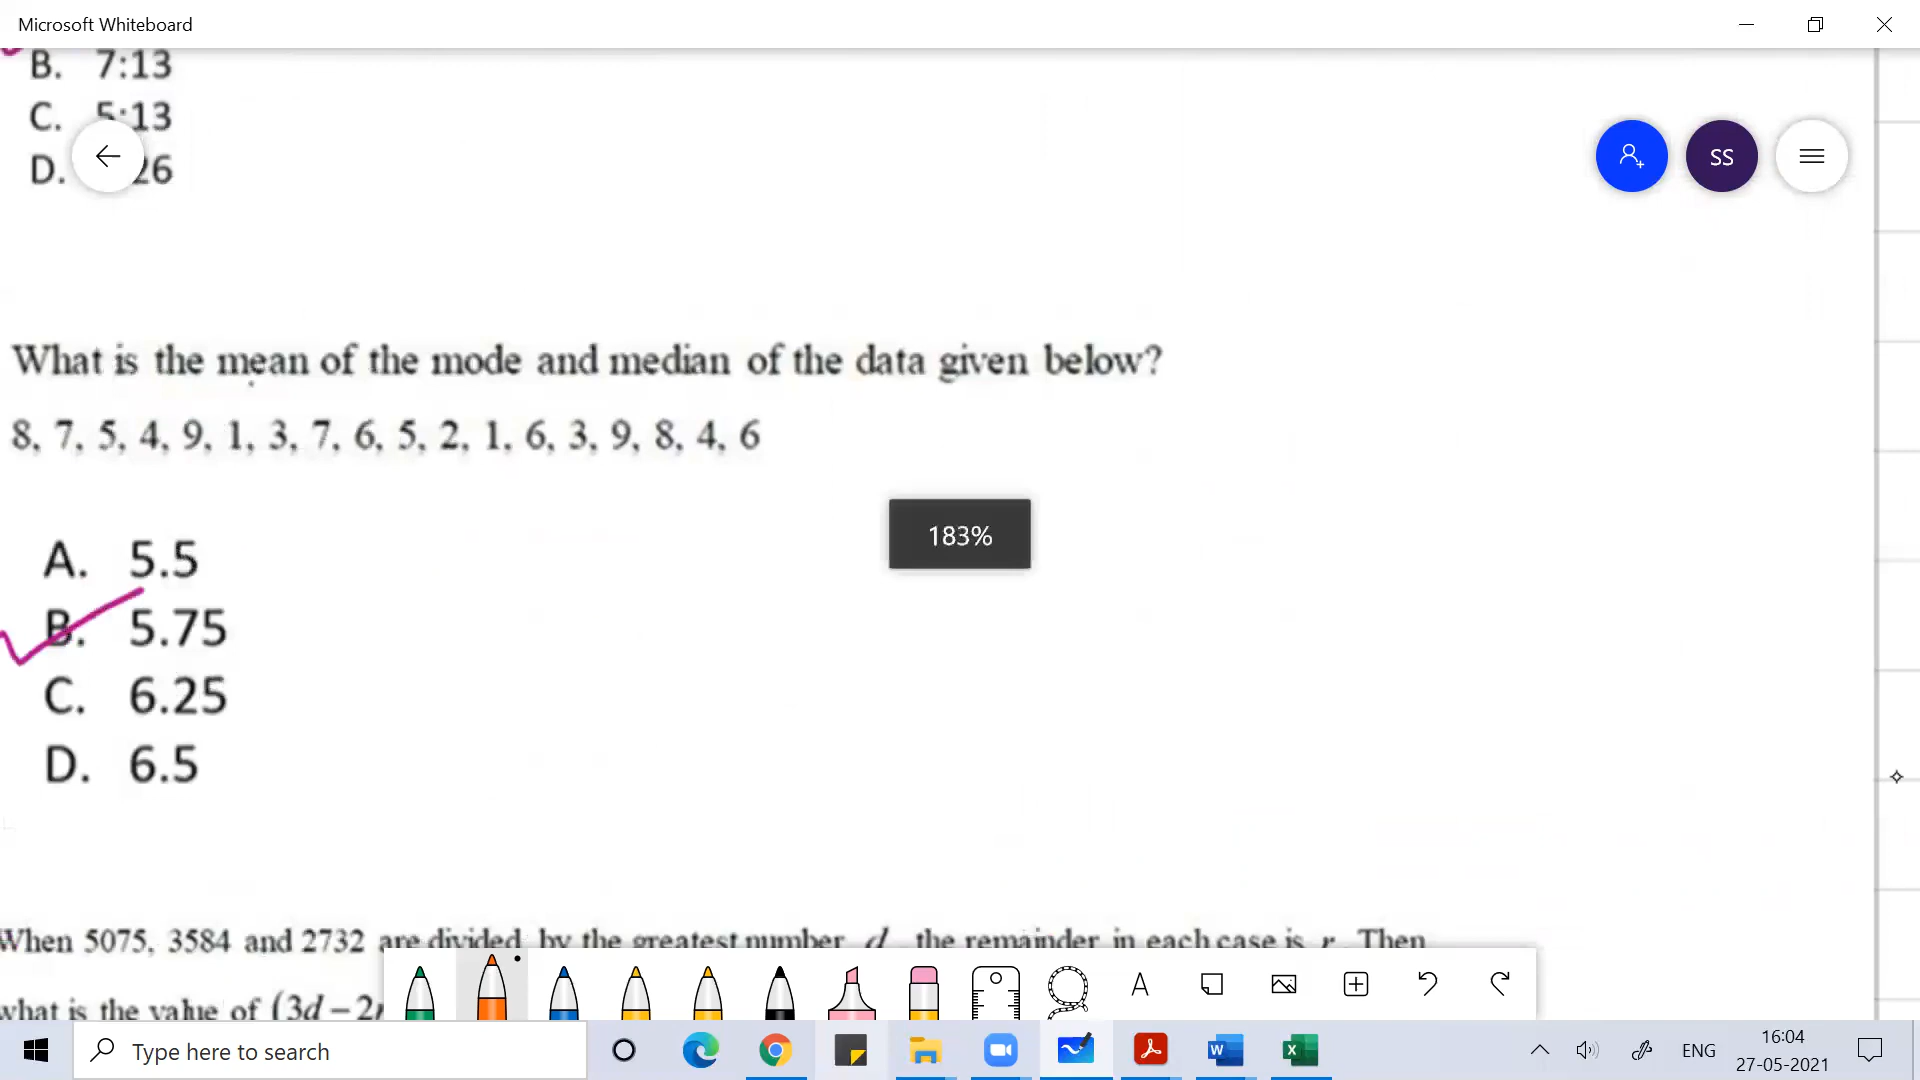 Microsoft Whiteboard
B. 7:13
C. 5:13
D. 26
SS
What is the mean of the mode and median of the data given below?
8, 7, 5, 4, 9, 1, 3, 7, 6, 5, 2, 1, 6, 3, 9, 8, 4, 6
183%
A. 5.5
B. 5.75
C. 6.25
D. 6.5
When 5075, 3584 and 2732 are divided by the greatest number d the remainder in each case is r. Then
what is the value of (3d – 2r
A
Type here to search
W
X
ENG
16:04
27-05-2021